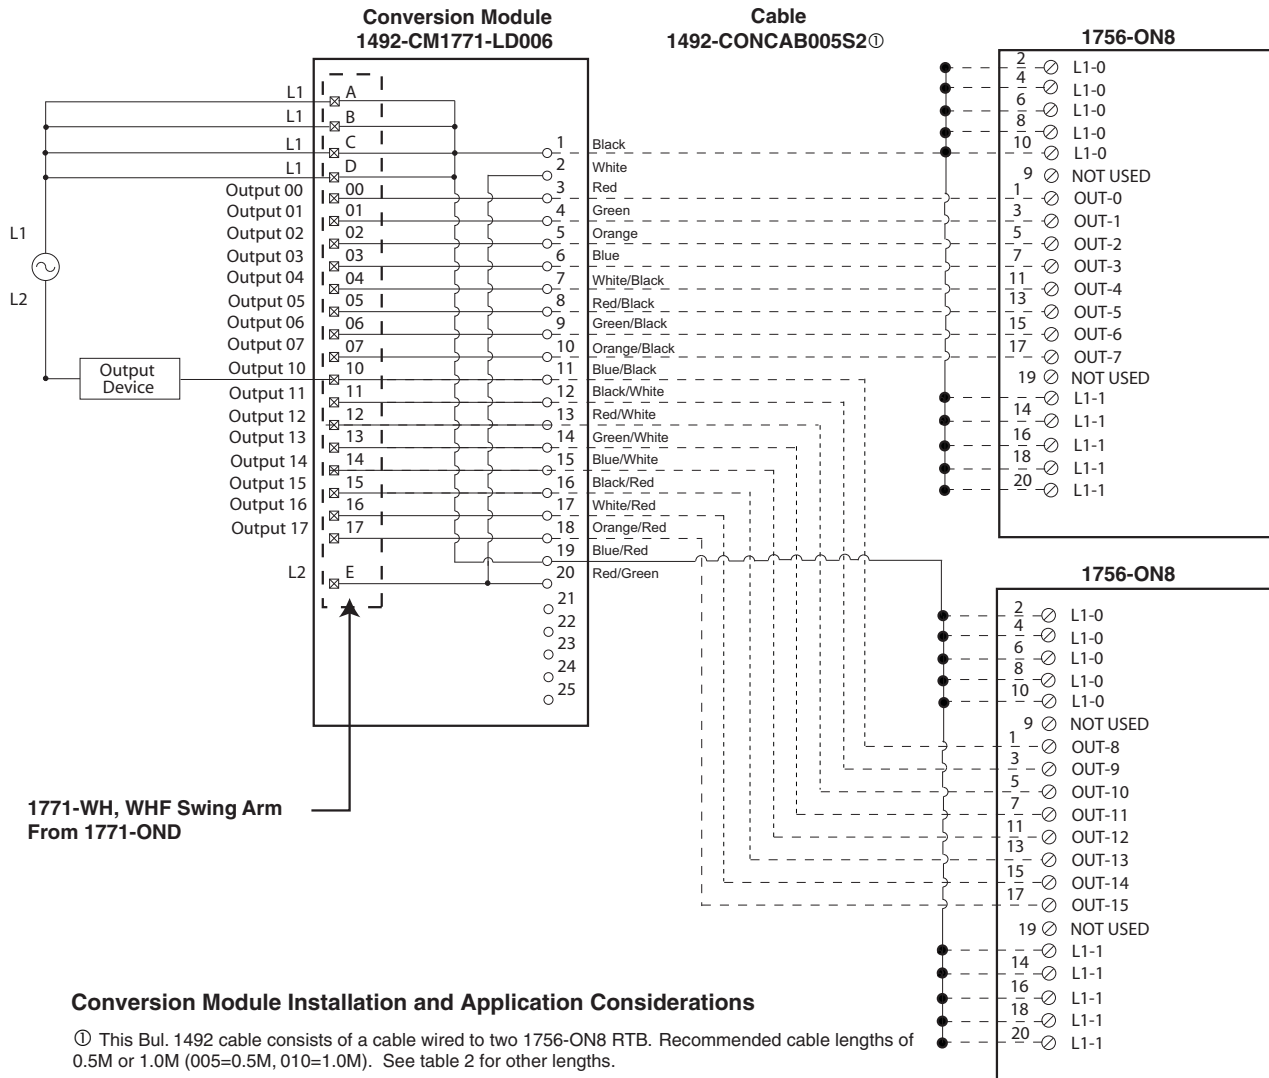 Conversion Module
1492-CM1771-LD006
Cable
1492-CONCAB005S2①
1756-ON8
L1 A
L1 B
L1 C
L1 D
Output 00 00
Output 01 01
Output 02 02
Output 03 03
Output 04 04
Output 05 05
Output 06 06
Output 07 07
Output 10 10
Output 11 11
Output 12 12
Output 13 13
Output 14 14
Output 15 15
Output 16 16
Output 17 17
L2 E
L1
L2
Output
Device
1 Black
2 White
3 Red
4 Green
5 Orange
6 Blue
7 White/Black
8 Red/Black
9 Green/Black
10 Orange/Black
11 Blue/Black
12 Black/White
13 Red/White
14 Green/White
15 Blue/White
16 Black/Red
17 White/Red
18 Orange/Red
19 Blue/Red
20 Red/Green
21
22
23
24
25
2 L1-0
4 L1-0
6 L1-0
8 L1-0
10 L1-0
9 NOT USED
1 OUT-0
3 OUT-1
5 OUT-2
7 OUT-3
11 OUT-4
13 OUT-5
15 OUT-6
17 OUT-7
19 NOT USED
L1-1
14 L1-1
16 L1-1
18 L1-1
20 L1-1
1756-ON8
2 L1-0
4 L1-0
6 L1-0
8 L1-0
10 L1-0
9 NOT USED
1 OUT-8
3 OUT-9
5 OUT-10
7 OUT-11
11 OUT-12
13 OUT-13
15 OUT-14
17 OUT-15
19 NOT USED
L1-1
14 L1-1
16 L1-1
18 L1-1
20 L1-1
1771-WH, WHF Swing Arm
From 1771-OND
Conversion Module Installation and Application Considerations
① This Bul. 1492 cable consists of a cable wired to two 1756-ON8 RTB. Recommended cable lengths of
0.5M or 1.0M (005=0.5M, 010=1.0M). See table 2 for other lengths.